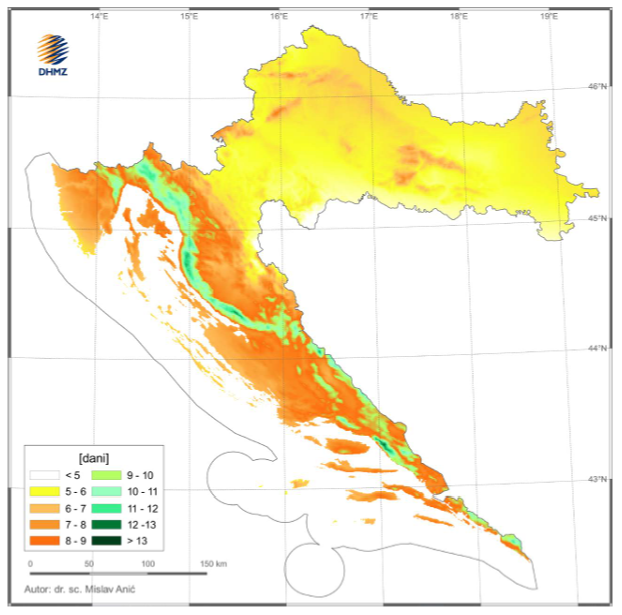 14°E 15°E 16°E 17°E 18°E 19°E
DHMZ
46°N
45°N
44°N
43°N
[dani]
< 5 9 - 10
5 - 6 10 - 11
6 - 7 11 - 12
7 - 8 12 -13
8 - 9 > 13
0 50 100 150 km
Autor: dr. sc. Mislav Anić